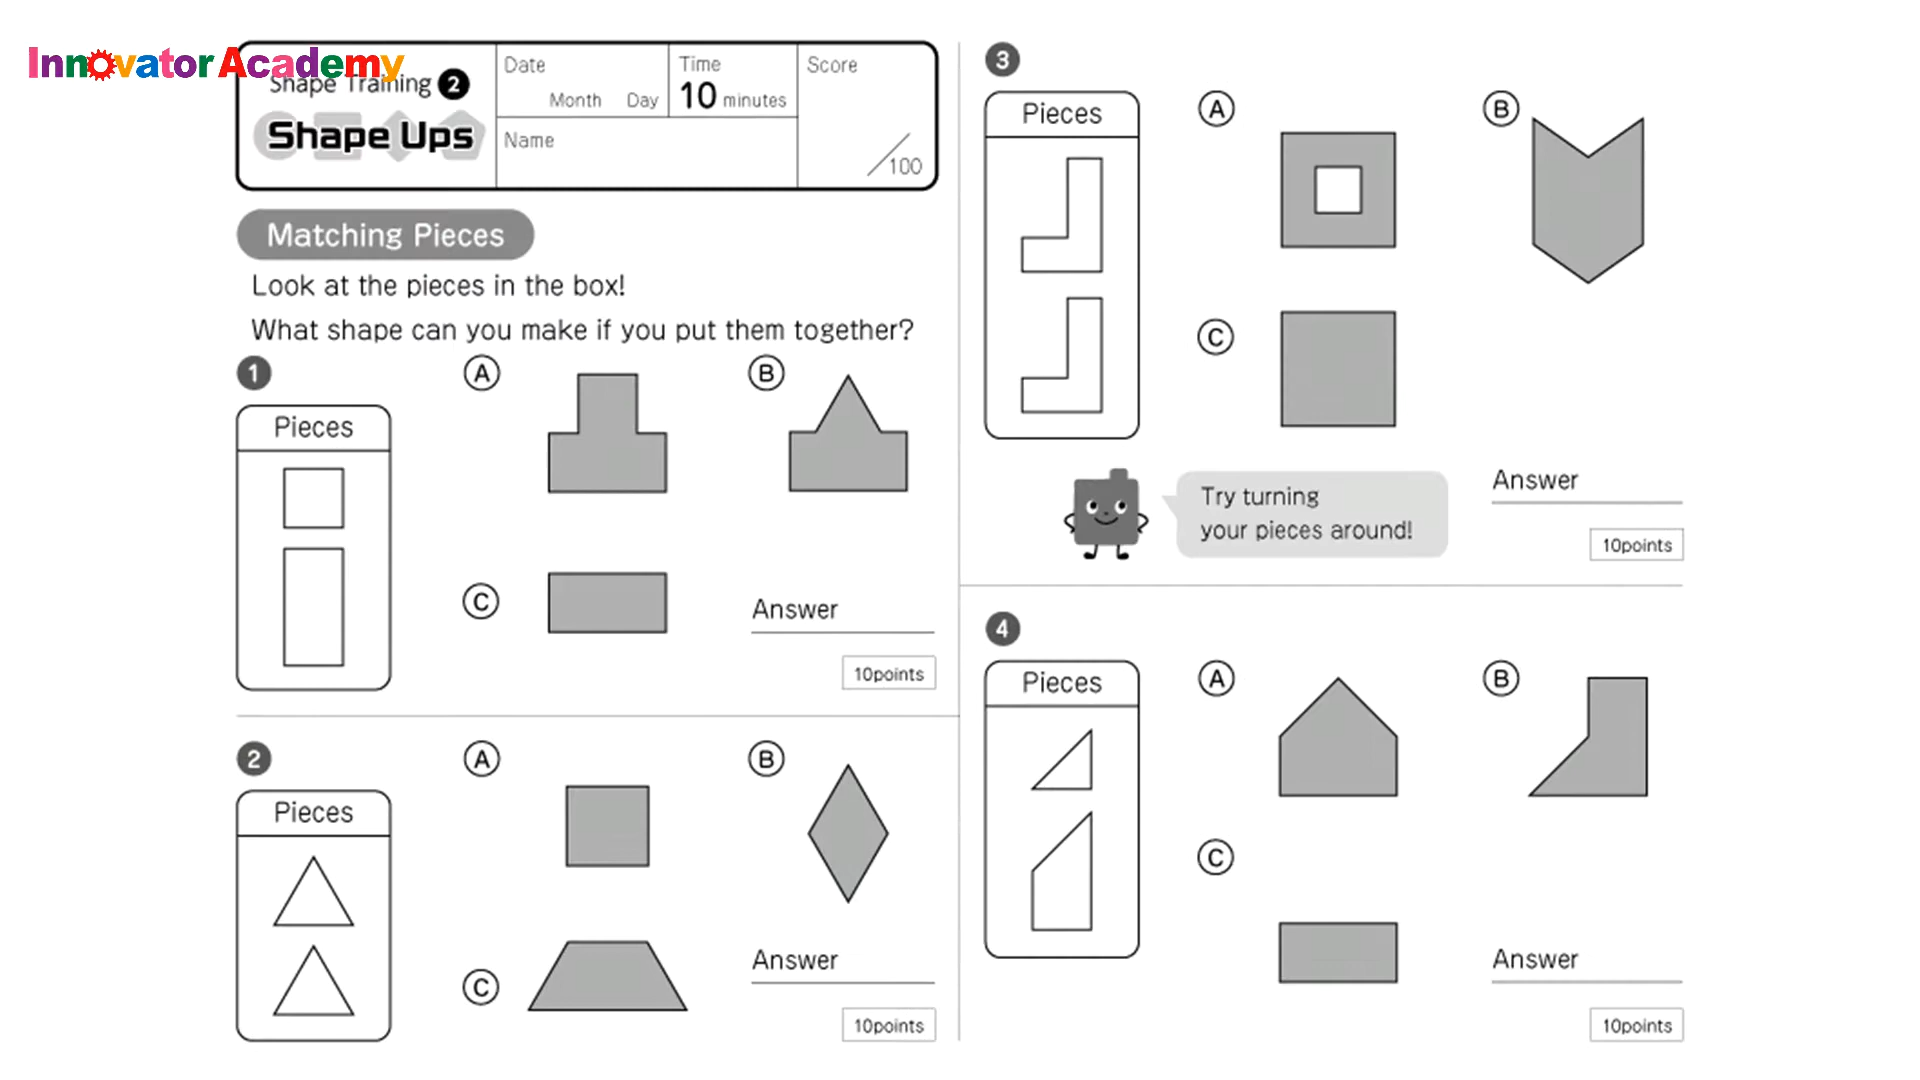 Innovator Academy
Shape Training 2
Shape Ups
Date
Month Day
Time
10 minutes
Score
/100
Name
Matching Pieces
Look at the pieces in the box!
What shape can you make if you put them together?
1
Pieces
A
B
C
Answer
10points
2
Pieces
A
B
C
Answer
10points
3
Pieces
A
B
C
Try turning
your pieces around!
Answer
10points
4
Pieces
A
B
C
Answer
10points